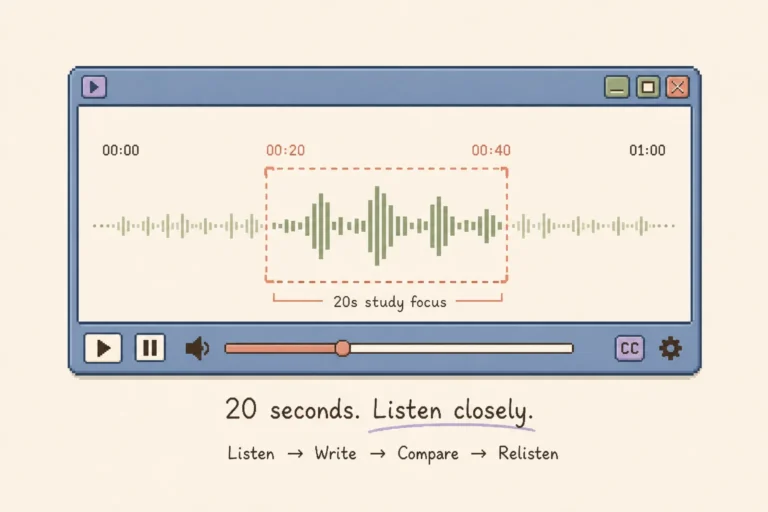 00:00 00:20 00:40 01:00
20s study focus
CC
20 seconds. Listen closely.
Listen → Write → Compare → Relisten